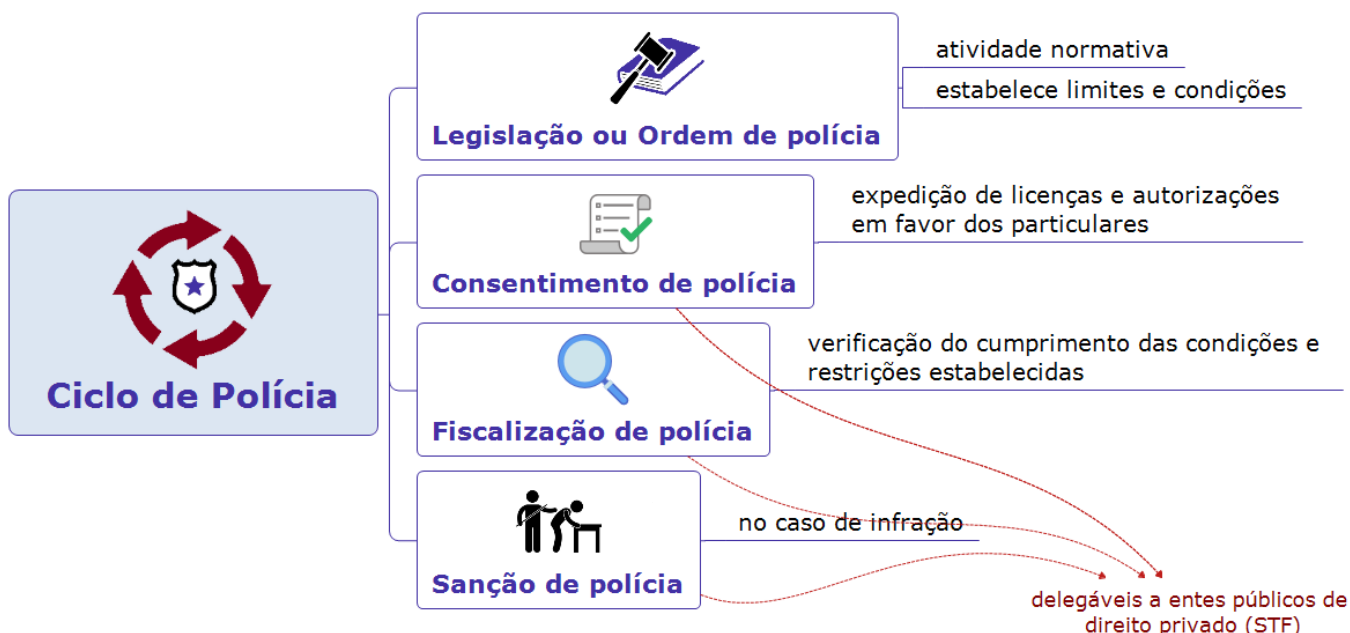 atividade normativa
estabelece limites e condições
Legislação ou Ordem de polícia
expedição de licenças e autorizações
em favor dos particulares
Consentimento de polícia
Ciclo de Polícia
verificação do cumprimento das condições e
restrições estabelecidas
Fiscalização de polícia
no caso de infração
Sanção de polícia
delegáveis a entes públicos de
direito privado (STF)